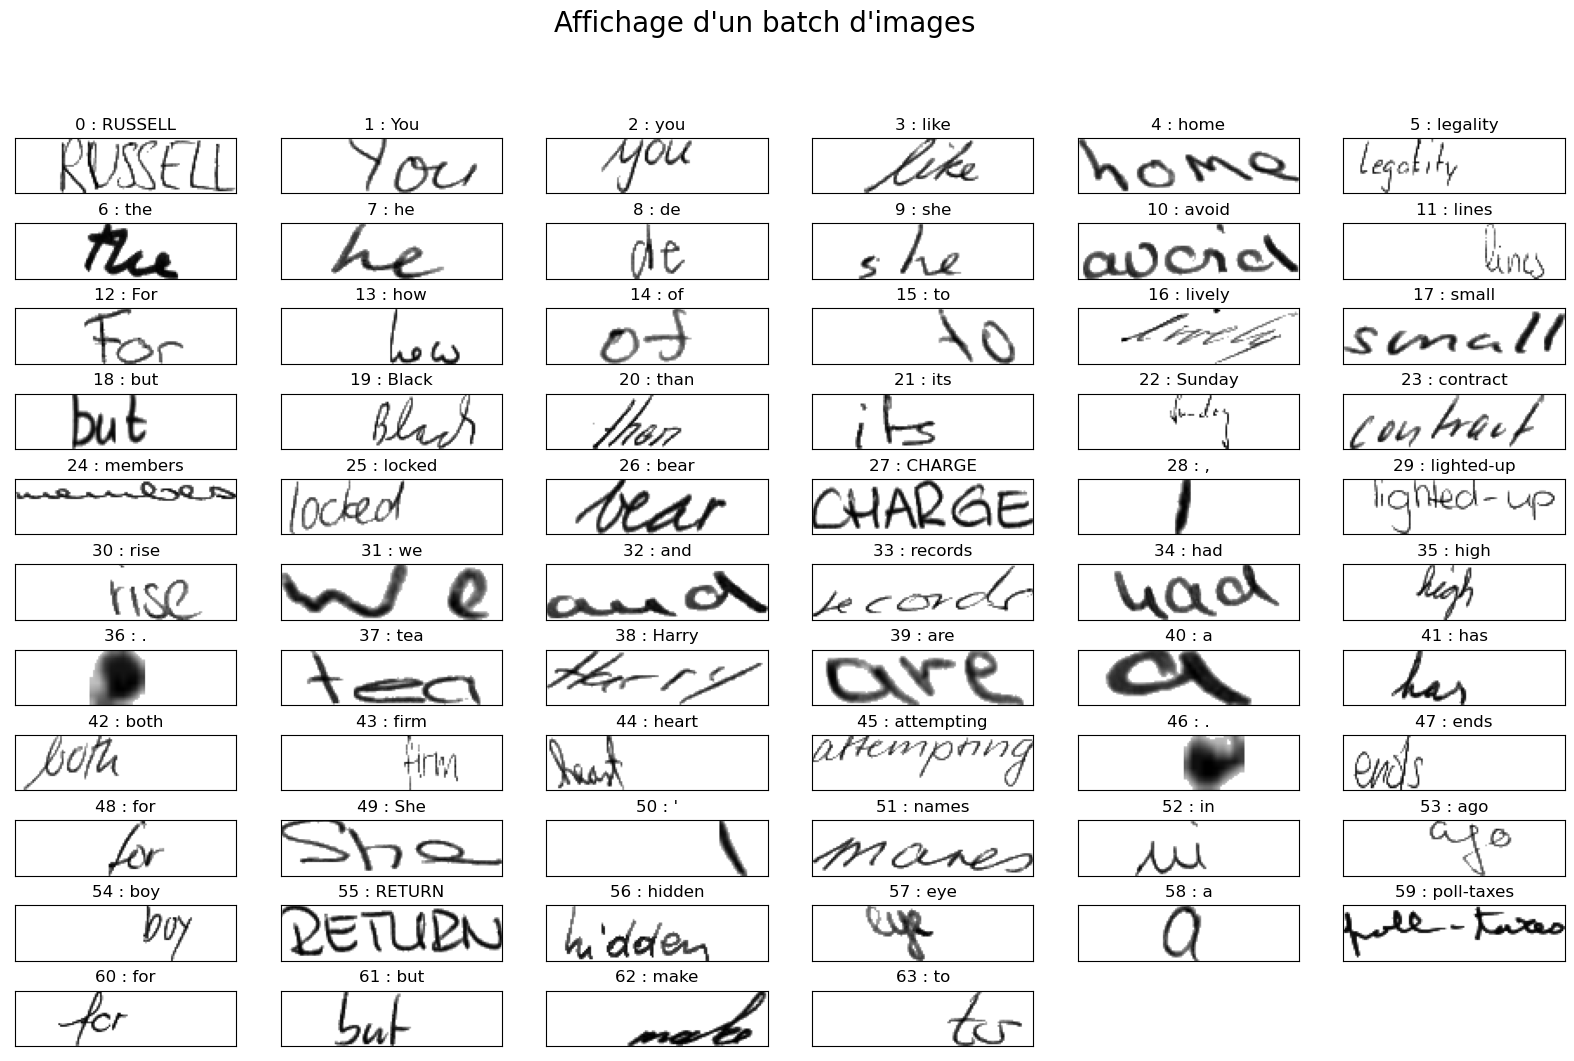 Affichage d'un batch d'images
0 : RUSSELL 1 : You 2 : you 3 : like 4 : home 5 : legality
RUSSELL You you like home legality
6 : the 7 : he 8 : de 9 : she 10 : avoid 11 : lines
the he de she avoid lines
12 : For 13 : how 14 : of 15 : to 16 : lively 17 : small
For how of to lively small
18 : but 19 : Black 20 : than 21 : its 22 : Sunday 23 : contract
but Black than its Sunday contract
24 : members 25 : locked 26 : bear 27 : CHARGE 28 : , 29 : lighted-up
members locked bear CHARGE , lighted-up
30 : rise 31 : we 32 : and 33 : records 34 : had 35 : high
rise we and records had high
36 : . 37 : tea 38 : Harry 39 : are 40 : a 41 : has
. tea Harry are a has
42 : both 43 : firm 44 : heart 45 : attempting 46 : . 47 : ends
both firm heart attempting . ends
48 : for 49 : She 50 : ' 51 : names 52 : in 53 : ago
for She ' names in ago
54 : boy 55 : RETURN 56 : hidden 57 : eye 58 : a 59 : poll-taxes
boy RETURN hidden eye a poll-taxes
60 : for 61 : but 62 : make 63 : to
for but make to